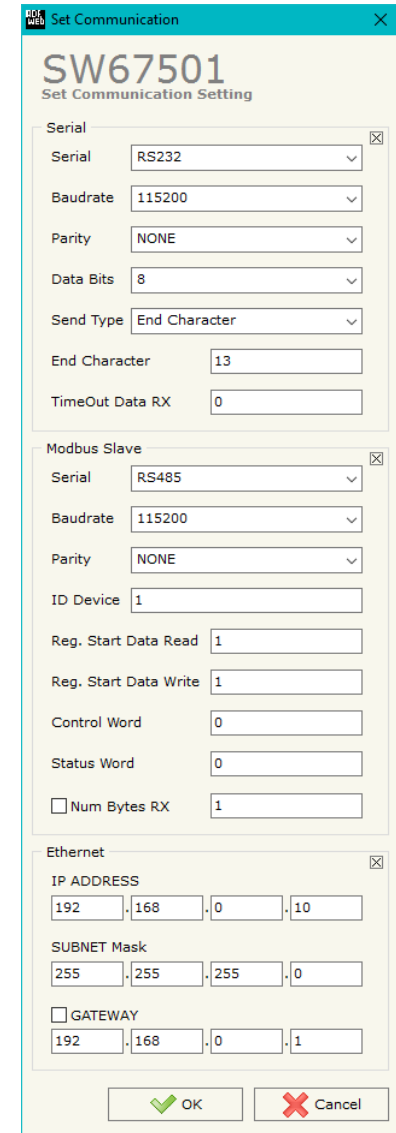 ADF WEB Set Communication
SW67501
Set Communication Setting
Serial
Serial RS232
Baudrate 115200
Parity NONE
Data Bits 8
Send Type End Character
End Character 13
TimeOut Data RX 0
Modbus Slave
Serial RS485
Baudrate 115200
Parity NONE
ID Device 1
Reg. Start Data Read 1
Reg. Start Data Write 1
Control Word 0
Status Word 0
Num Bytes RX 1
Ethernet
IP ADDRESS
192 . 168 . 0 . 10
SUBNET Mask
255 . 255 . 255 . 0
GATEWAY
192 . 168 . 0 . 1
OK Cancel